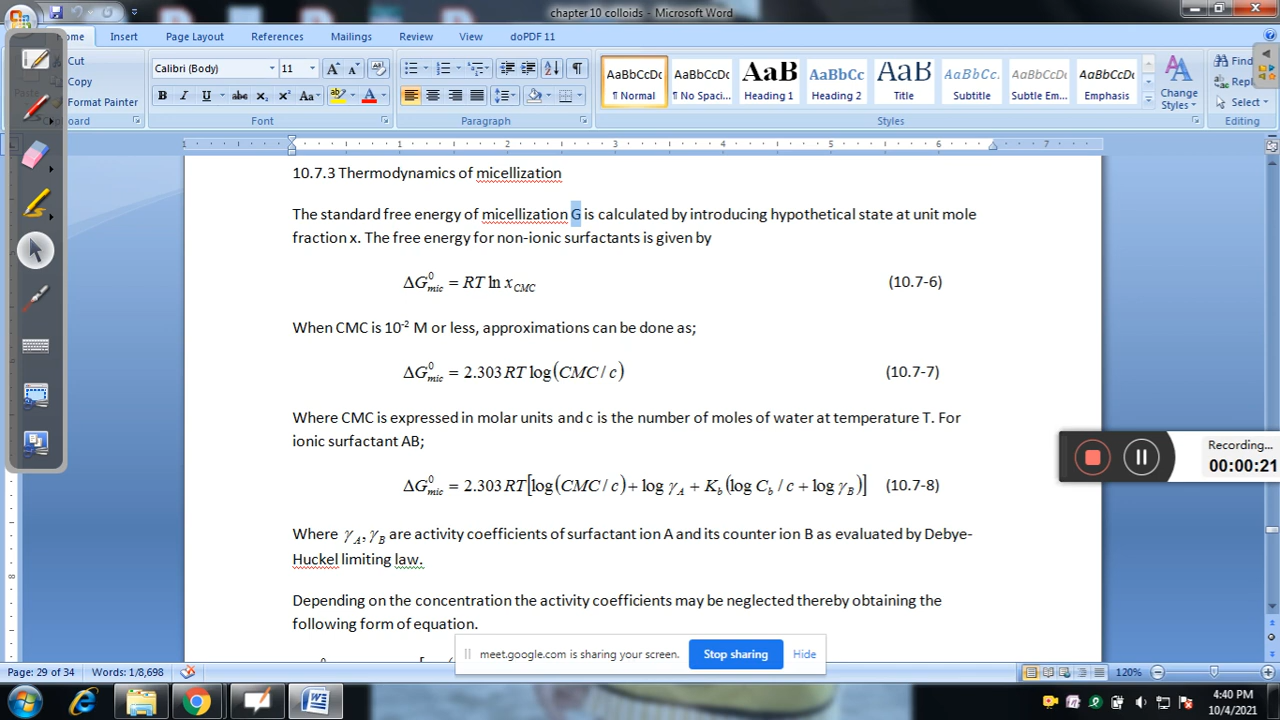 chapter10 colloids - Microsoft Word
Home Insert Page Layout References Mailings Review View doPDF 11
Cut
Copy
Format Painter
Calibri (Body) 11
AaBbCcDc AaBbCcDc AaB AaBbCc AaB AaBbCc AaBbCcDc AaBbCcDc
¶ Normal ¶ No Spaci... Heading 1 Heading 2 Title Subtitle Subtle Em... Emphasis
Change Styles
Find
Repl
Select
Font Paragraph Styles Editing
10.7.3 Thermodynamics of micellization
The standard free energy of micellization G is calculated by introducing hypothetical state at unit mole
fraction x. The free energy for non-ionic surfactants is given by
ΔG⁰mic = RT ln xCMC (10.7-6)
When CMC is 10⁻² M or less, approximations can be done as;
ΔG⁰mic = 2.303 RT log(CMC / c) (10.7-7)
Where CMC is expressed in molar units and c is the number of moles of water at temperature T. For
ionic surfactant AB;
ΔG⁰mic = 2.303 RT[log(CMC / c) + log γA + Kb(log Cb / c + log γB)] (10.7-8)
Where γA, γB are activity coefficients of surfactant ion A and its counter ion B as evaluated by Debye-
Huckel limiting law.
Depending on the concentration the activity coefficients may be neglected thereby obtaining the
following form of equation.
Recording...
00:00:21
meet.google.com is sharing your screen. Stop sharing Hide
Page: 29 of 34 Words: 1/8,698 120%
4:40 PM
10/4/2021